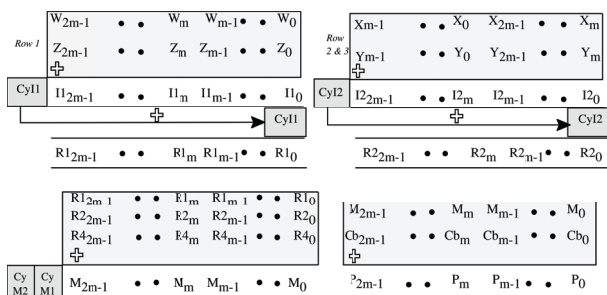 W2m-1 • • Wm Wm-1 • • W0
Row 1 Z2m-1 • • Zm Zm-1 • • Z0
CyI1 I12m-1 • • I1m I1m-1 • • I10
CyI1
R12m-1 • • R1m R1m-1 • • R10
Xm-1 • • X0 X2m-1 • • Xm
Row 2 & 3 Ym-1 • • Y0 Y2m-1 • • Ym
CyI2 I22m-1 • • I2m I2m-1 • • I20
CyI2
R22m-1 • • R2m R2m-1 • • R20
R12m-1 • • R1m R1m-1 • • R10
R22m-1 • • R2m R2m-1 • • R20
R42m-1 • • R4m R4m-1 • • R40
Cy M2 Cy M1 M2m-1 • • Mm Mm-1 • • M0
M2m-1 • • Mm Mm-1 • • M0
Cb2m-1 • • Cbm Cbm-1 • • Cb0
P2m-1 • • Pm Pm-1 • • P0